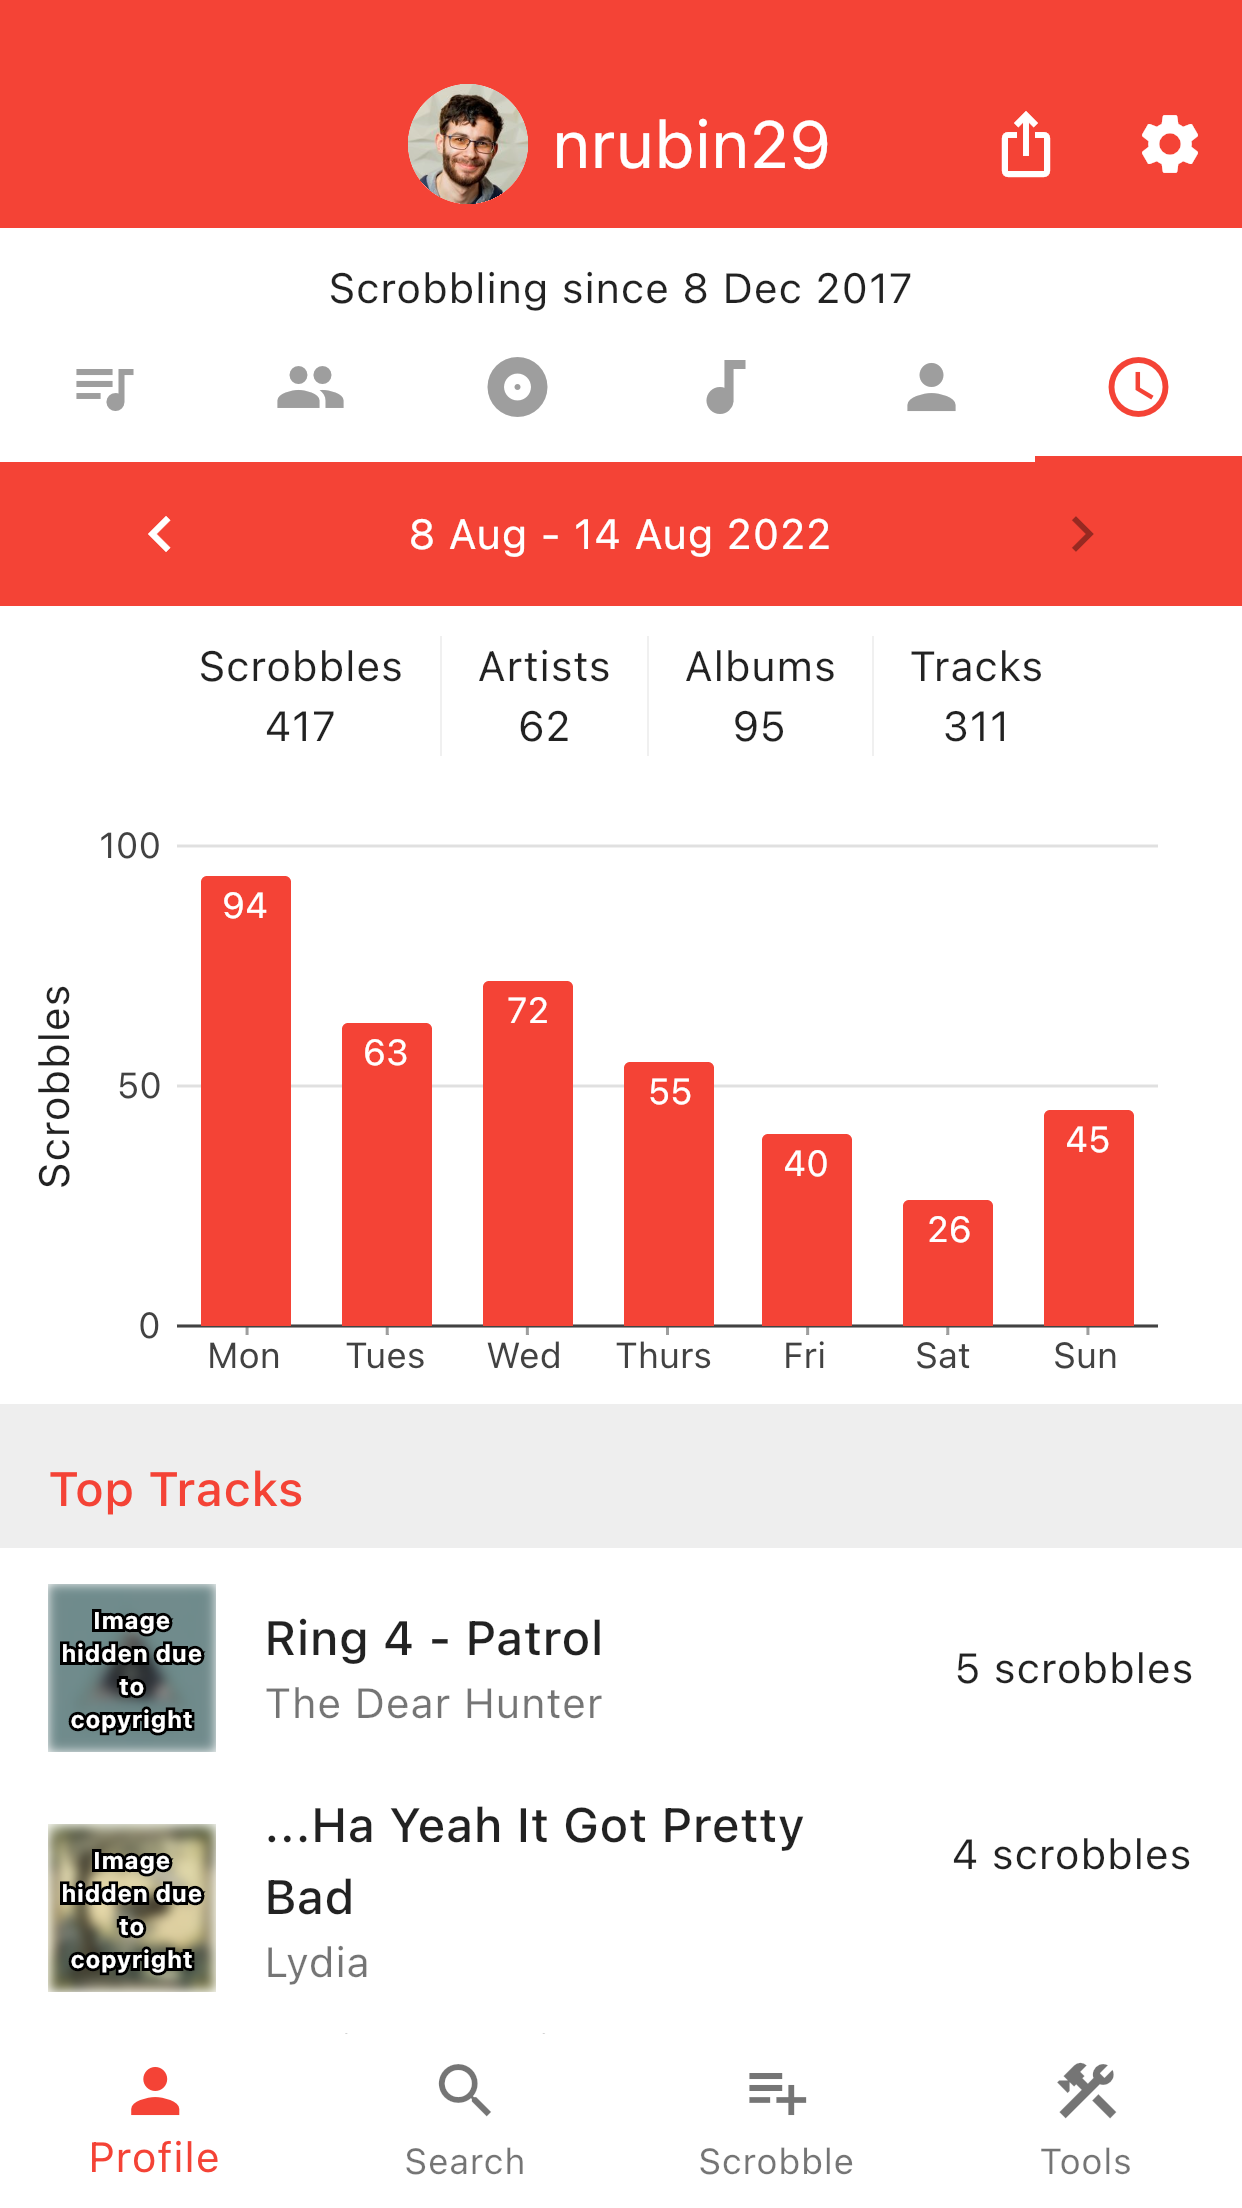 nrubin29
Scrobbling since 8 Dec 2017
8 Aug - 14 Aug 2022
Scrobbles Artists Albums Tracks
417 62 95 311
100
94
72
63
Scrobbles
50
55
45
40
26
0
Mon Tues Wed Thurs Fri Sat Sun
Top Tracks
Image
hidden due
to
copyright
Ring 4 - Patrol
The Dear Hunter
5 scrobbles
Image
hidden due
to
copyright
...Ha Yeah It Got Pretty
Bad
Lydia
4 scrobbles
Profile Search Scrobble Tools